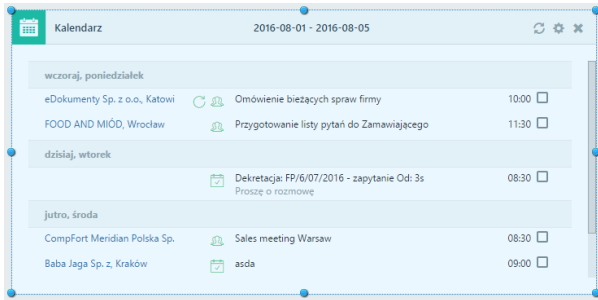 Kalendarz 2016-08-01 - 2016-08-05
wczoraj, poniedziałek
eDokumenty Sp. z o.o., Katowi Omówienie bieżących spraw firmy 10:00
FOOD AND MIÓD, Wrocław Przygotowanie listy pytań do Zamawiającego 11:30
dzisiaj, wtorek
Dekretacja: FP/6/07/2016 - zapytanie Od: 3s 08:30
Proszę o rozmowę
jutro, środa
CompFort Meridian Polska Sp. Sales meeting Warsaw 08:30
Baba Jaga Sp. z, Kraków asda 09:00